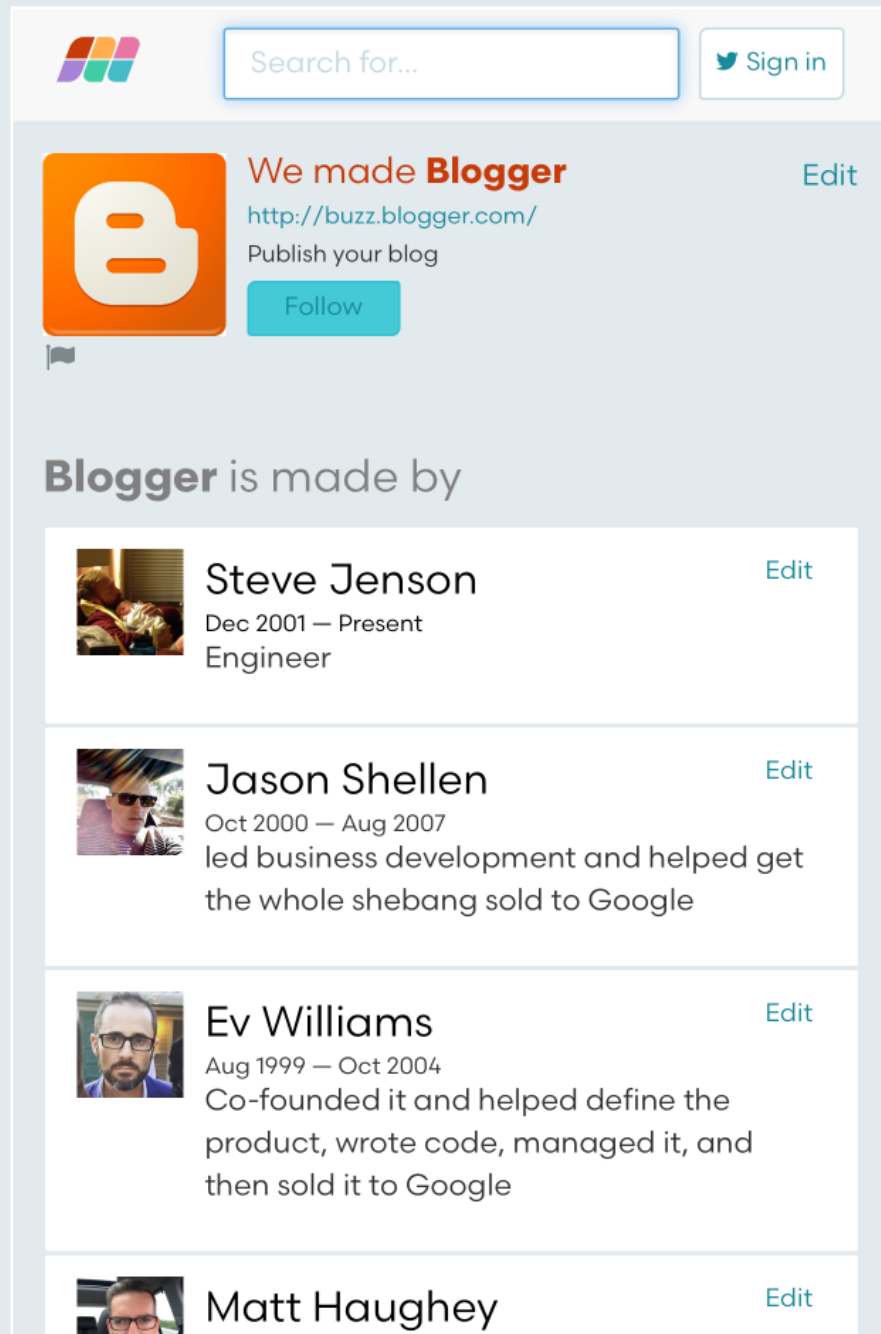 Search for...
Sign in
We made Blogger
Edit
http://buzz.blogger.com/
Publish your blog
Follow
Blogger is made by
Steve Jenson
Edit
Dec 2001 — Present
Engineer
Jason Shellen
Edit
Oct 2000 — Aug 2007
led business development and helped get
the whole shebang sold to Google
Ev Williams
Edit
Aug 1999 — Oct 2004
Co-founded it and helped define the
product, wrote code, managed it, and
then sold it to Google
Matt Haughey
Edit